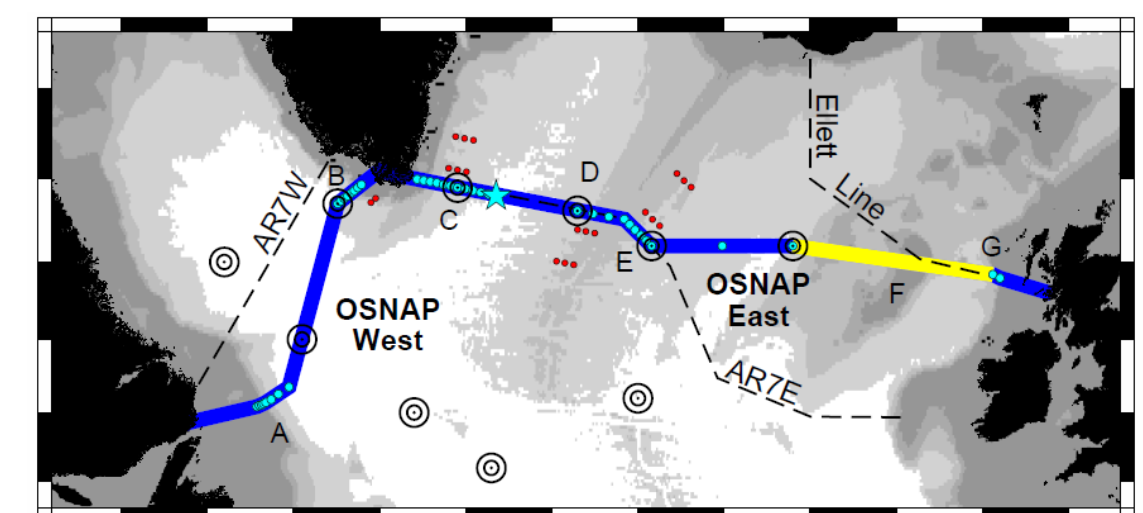 Ellett
Line
B
D
AR7W
C
G
E
F
OSNAP
East
OSNAP
West
AR7E
A